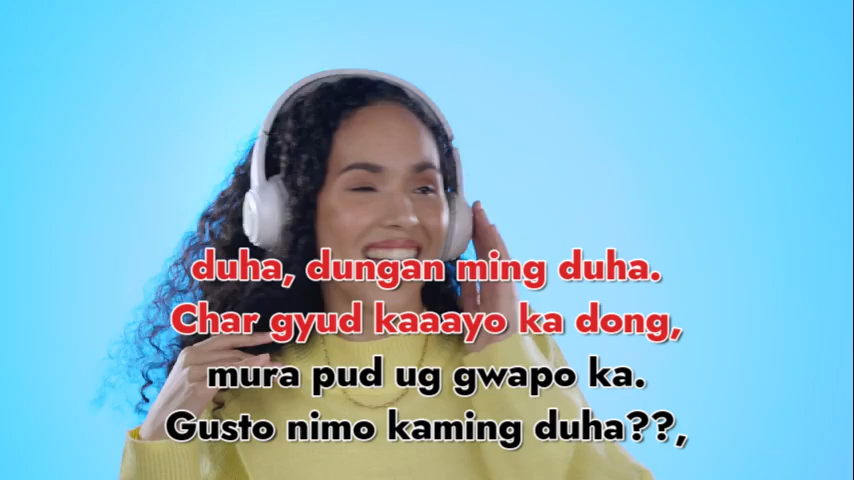 duha, dungan ming duha.
Char gyud kaaayo ka dong,
mura pud ug gwapo ka.
Gusto nimo kaming duha??,